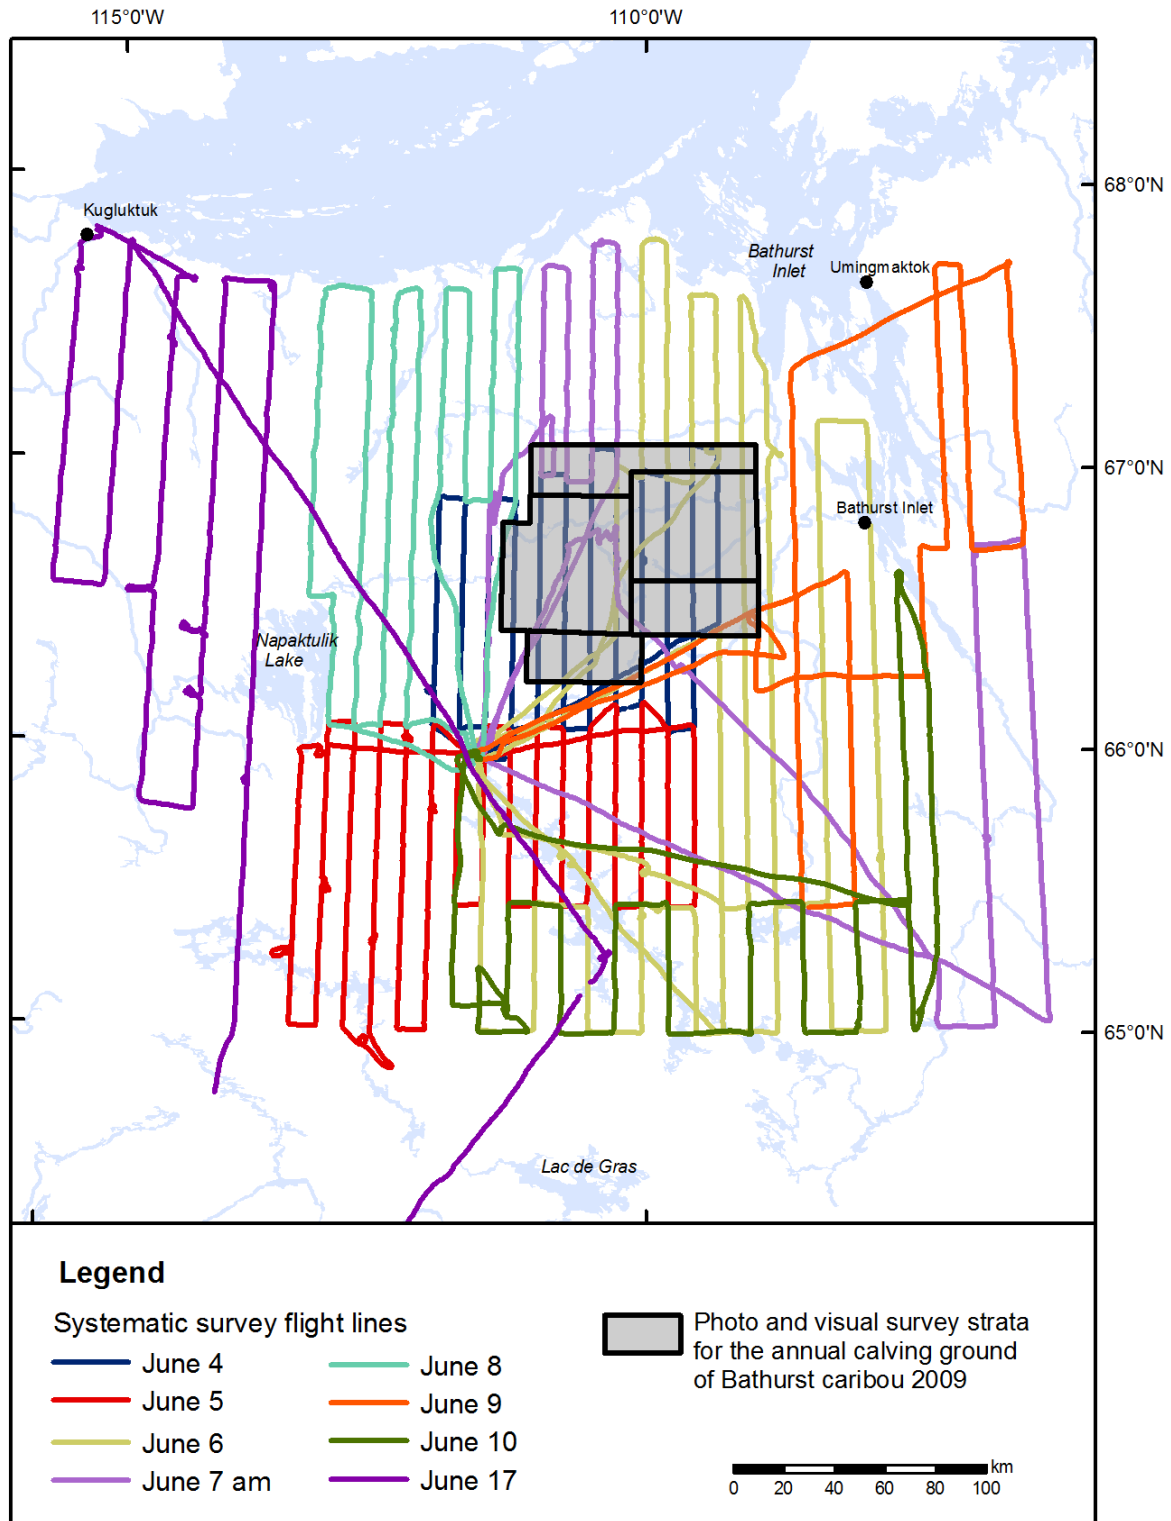 115°0'W
110°0'W
68°0'N
Kugluktuk
Bathurst
Inlet
Umingmaktok
67°0'N
Bathurst Inlet
Napaktulik
Lake
66°0'N
65°0'N
Lac de Gras
Legend
Systematic survey flight lines
June 4
June 5
June 6
June 7 am
June 8
June 9
June 10
June 17
Photo and visual survey strata
for the annual calving ground
of Bathurst caribou 2009
km
0 20 40 60 80 100